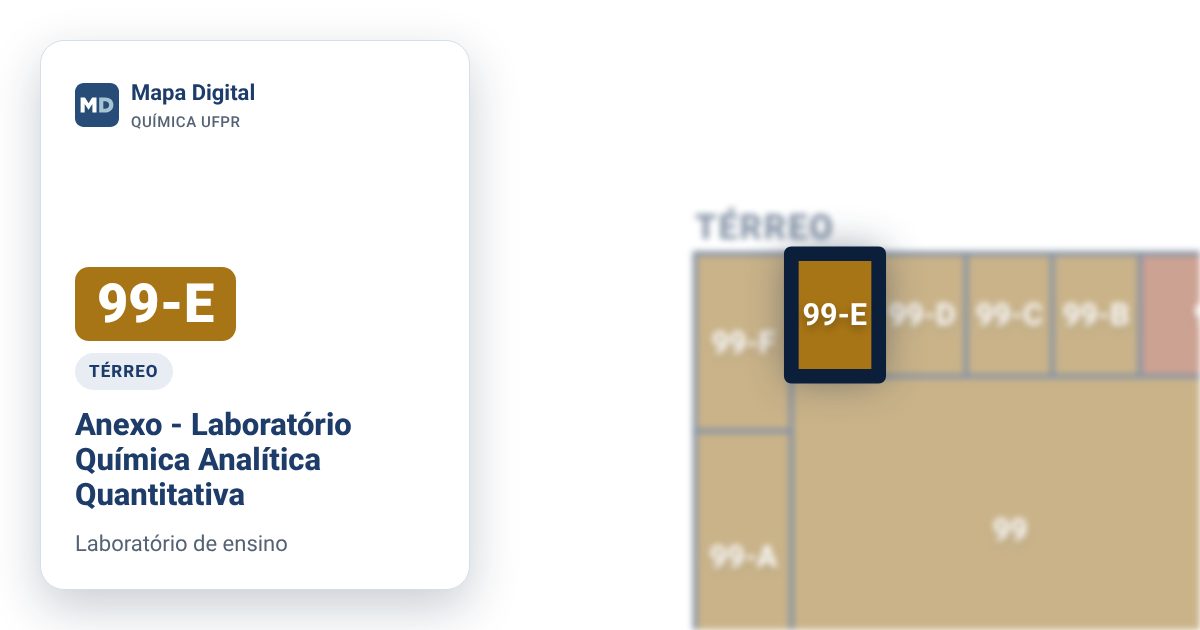 MD
Mapa Digital
QUÍMICA UFPR
99-E
TÉRREO
Anexo - Laboratório
Química Analítica
Quantitativa
Laboratório de ensino
TÉRREO
99-F
99-E
99-D
99-C
99-B
99
99-A